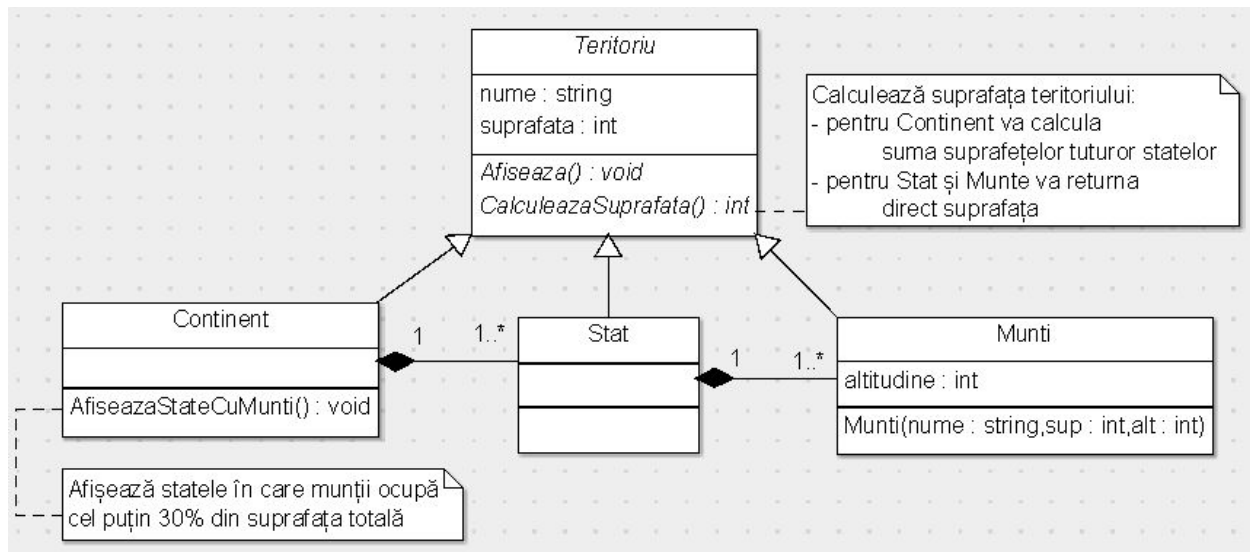 Teritoriu
nume : string
suprafata : int
Afiseaza() : void
CalculeazaSuprafata() : int
Calculează suprafața teritoriului:
- pentru Continent va calcula
suma suprafețelor tuturor statelor
- pentru Stat și Munte va returna
direct suprafața
Continent
AfiseazaStateCuMunti() : void
1
1..*
Stat
1
1..*
Munti
altitudine : int
Munti(nume : string,sup : int,alt : int)
Afișează statele în care munții ocupă
cel puțin 30% din suprafața totală